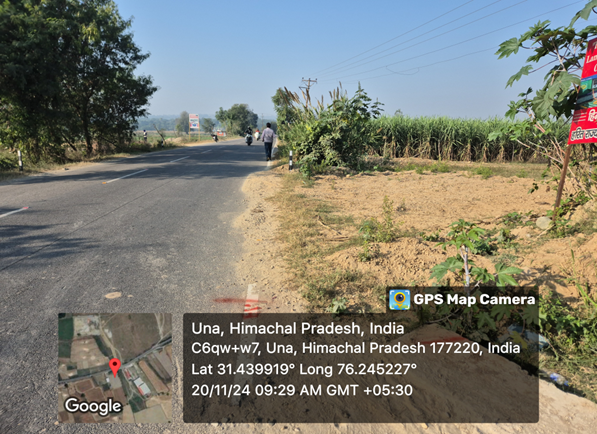 GPS Map Camera
Una, Himachal Pradesh, India
C6qw+w7, Una, Himachal Pradesh 177220, India
Lat 31.439919° Long 76.245227°
20/11/24 09:29 AM GMT +05:30
Google